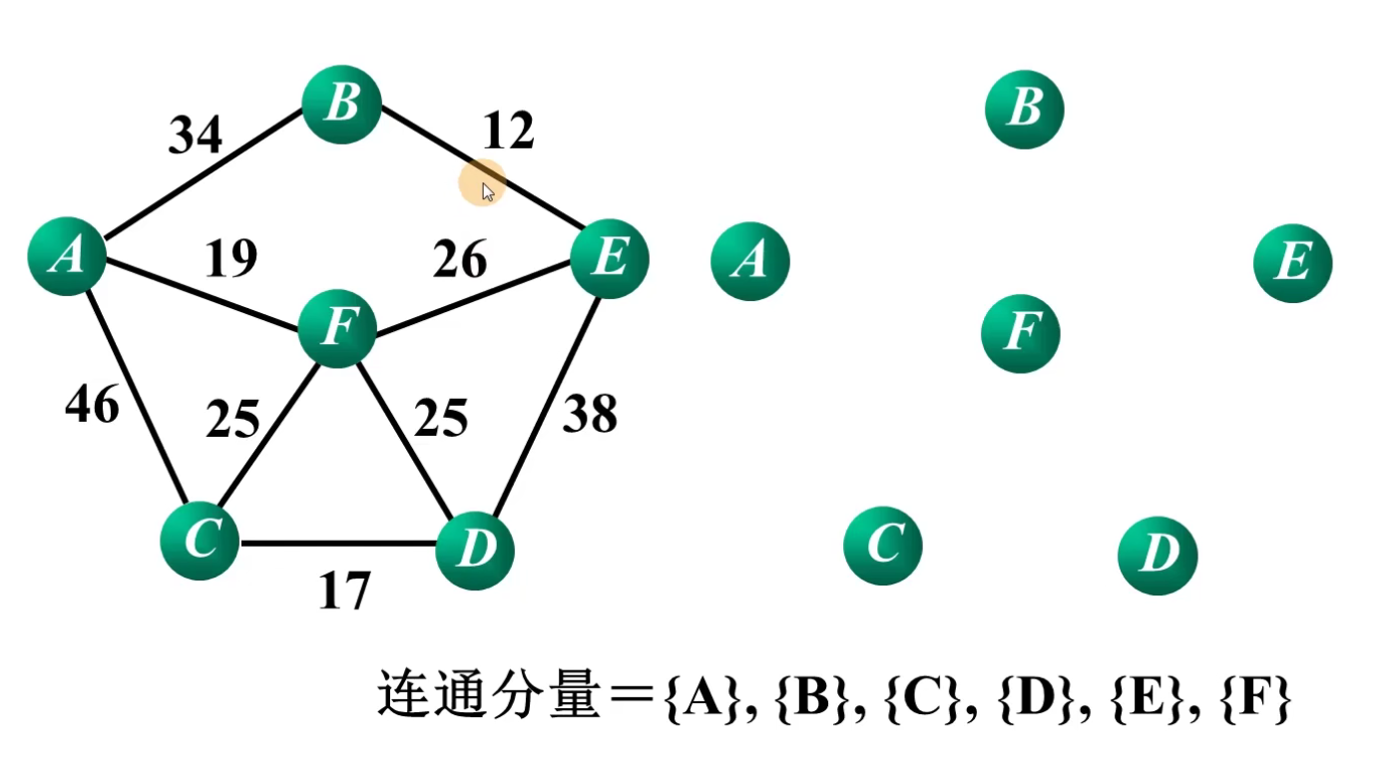 B
34
12
B
A
19
26
E
A
E
F
F
46
25
25
38
C
D
C
D
17
连通分量＝{A}, {B}, {C}, {D}, {E}, {F}